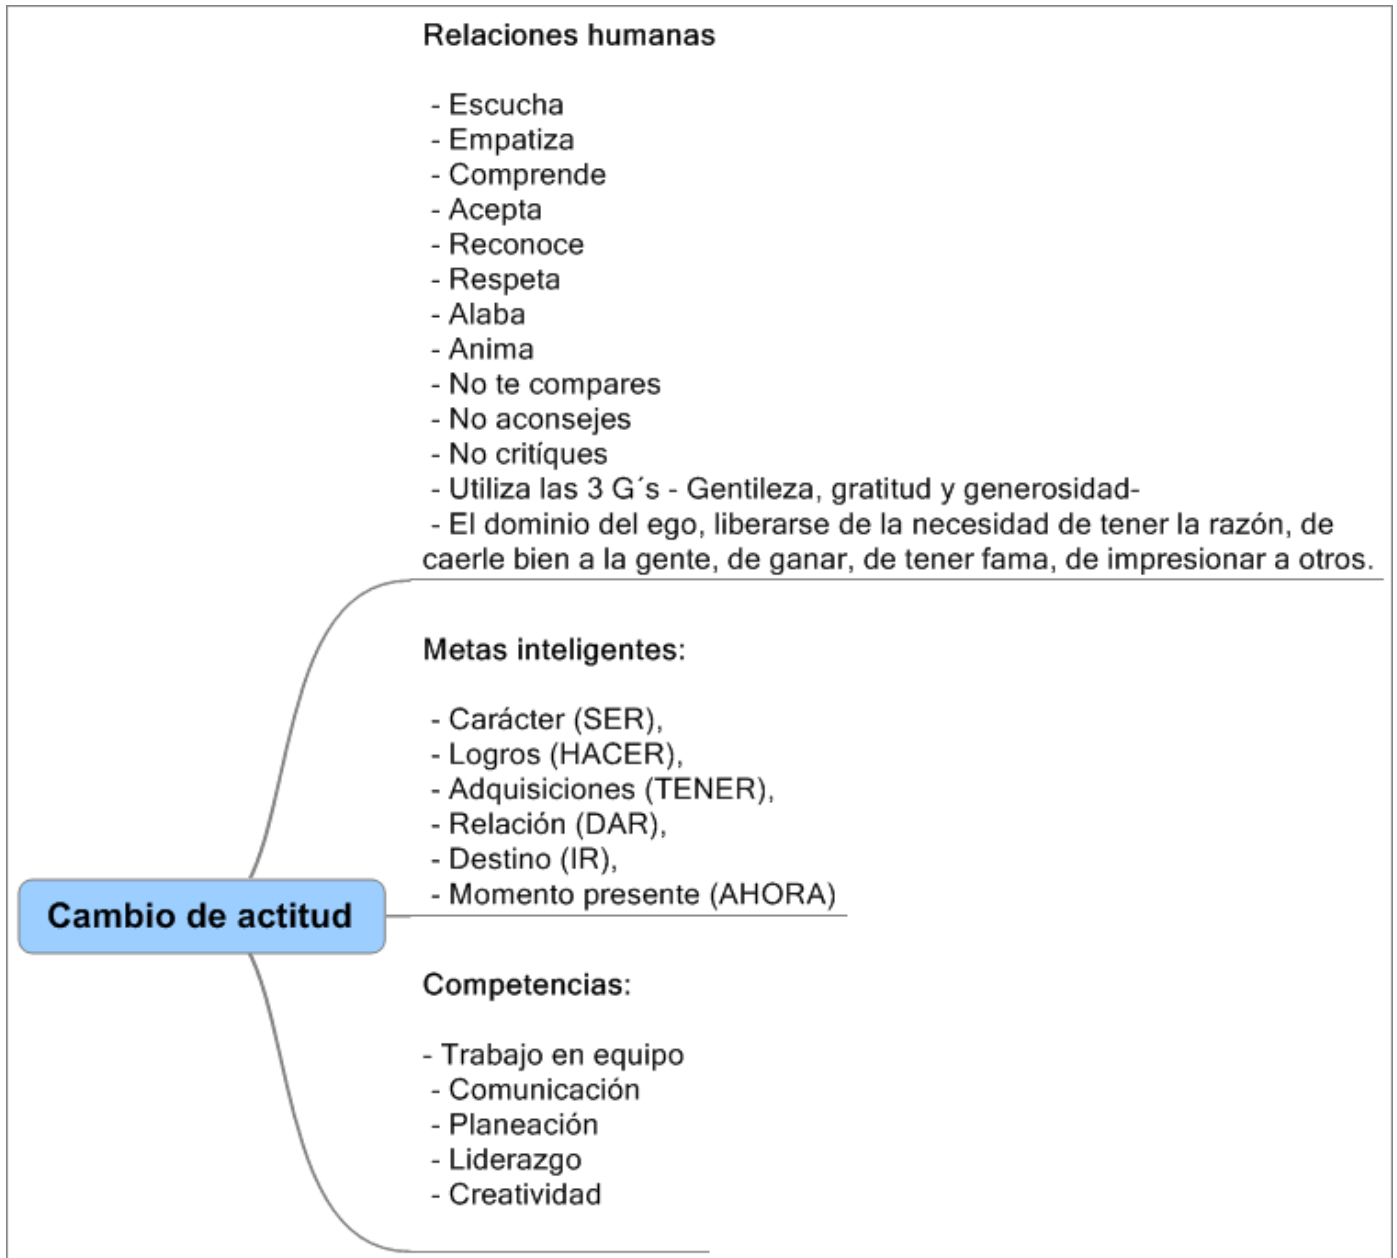 Relaciones humanas
- Escucha
- Empatiza
- Comprende
- Acepta
- Reconoce
- Respeta
- Alaba
- Anima
- No te compares
- No aconsejes
- No critíques
- Utiliza las 3 G´s - Gentileza, gratitud y generosidad-
- El dominio del ego, liberarse de la necesidad de tener la razón, de
caerle bien a la gente, de ganar, de tener fama, de impresionar a otros.
Metas inteligentes:
- Carácter (SER),
- Logros (HACER),
- Adquisiciones (TENER),
- Relación (DAR),
- Destino (IR),
- Momento presente (AHORA)
Cambio de actitud
Competencias:
- Trabajo en equipo
- Comunicación
- Planeación
- Liderazgo
- Creatividad